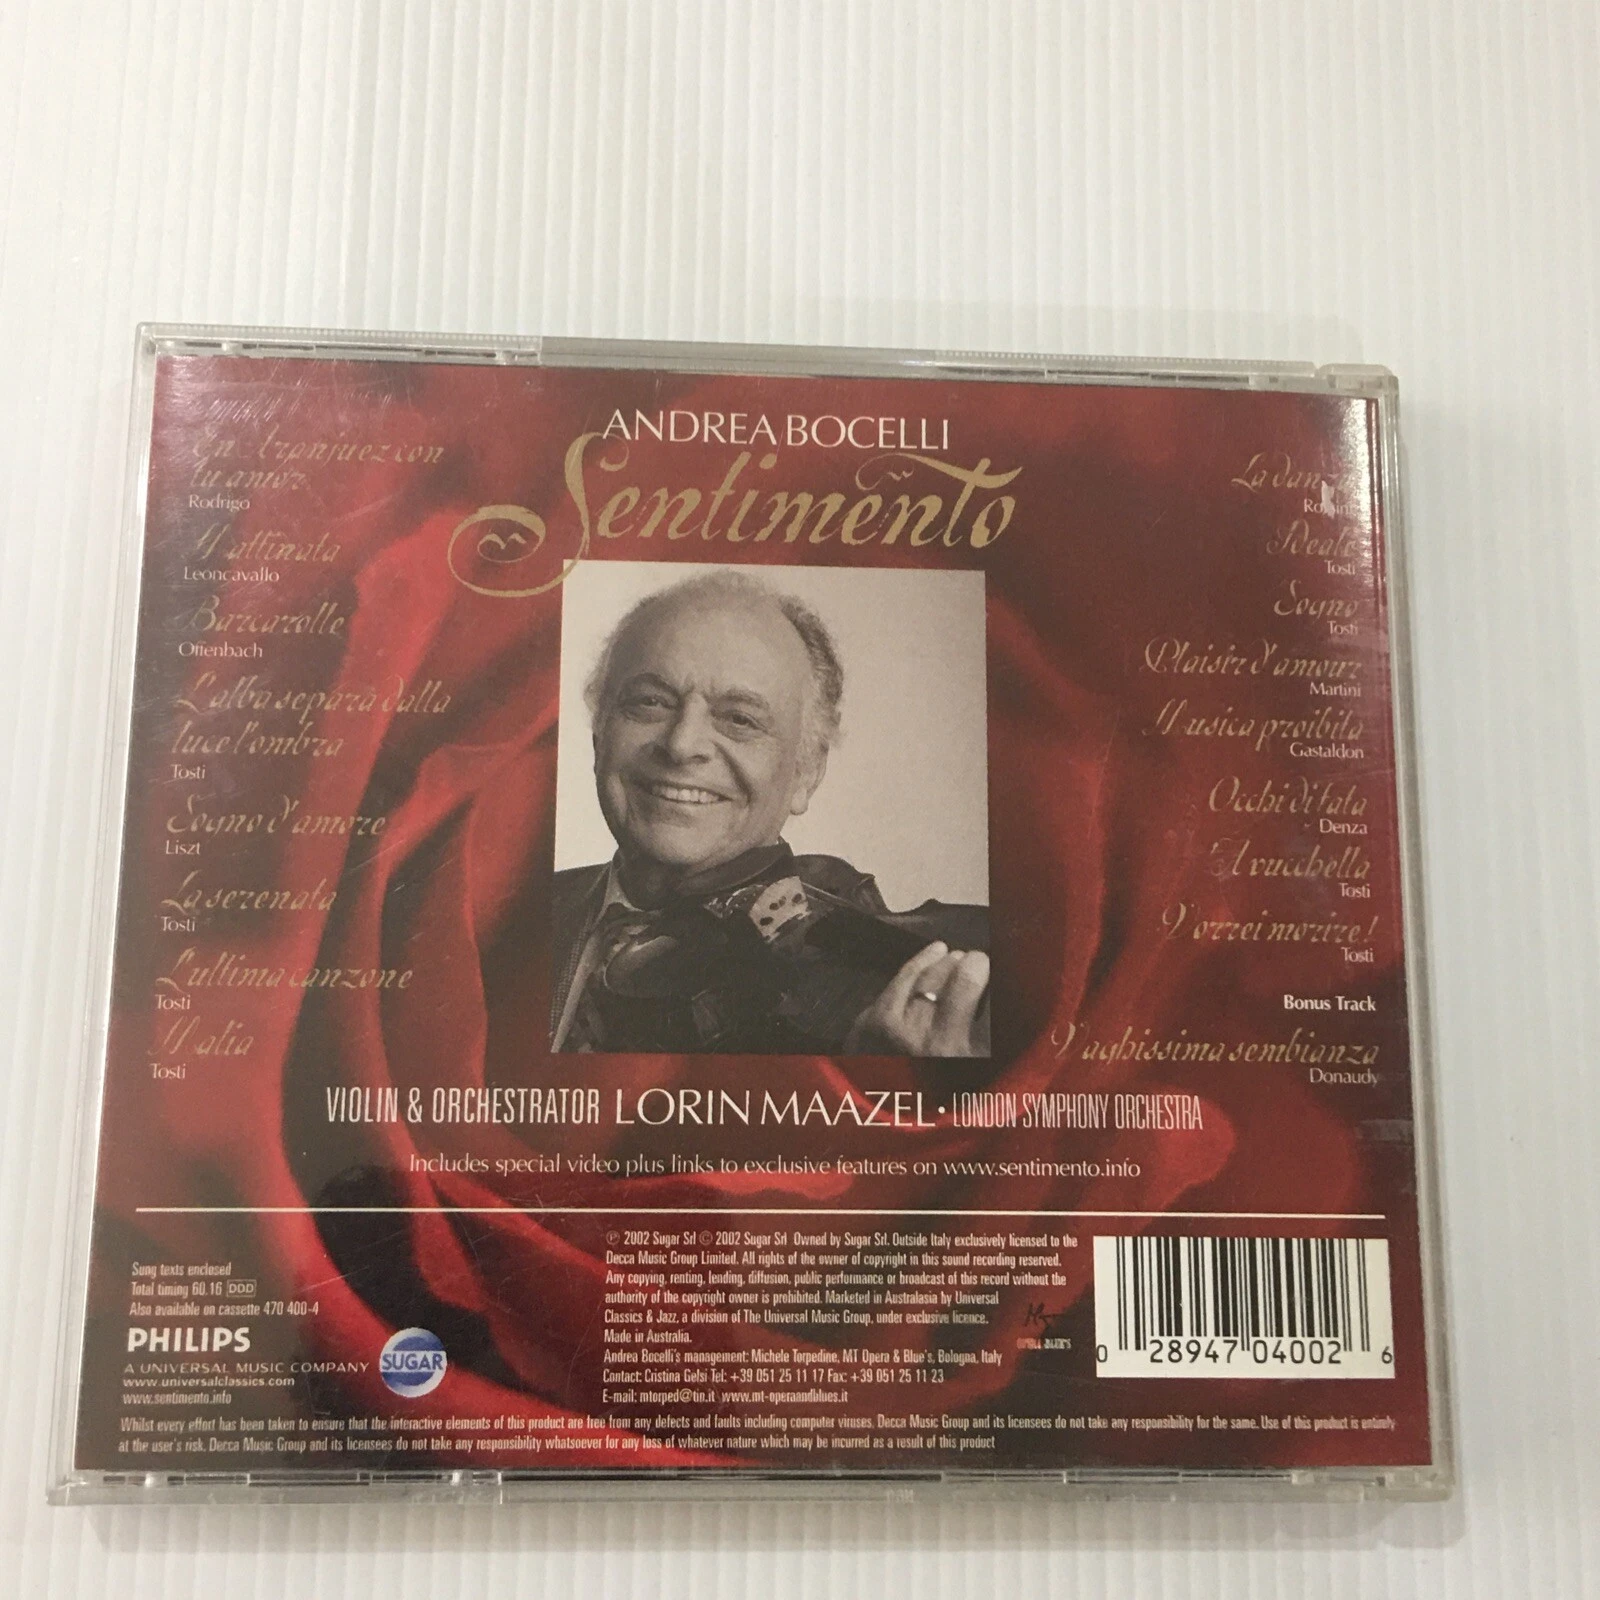 ANDREA BOCELLI
Sentimento
En Aranjuez con
tu amor
Rodrigo
Mattinata
Leoncavallo
Barcarolle
Offenbach
L'alba separa dalla
luce l'ombra
Tosti
Sogno d'amore
Liszt
La serenata
Tosti
L'ultima canzone
Tosti
Malia
Tosti
La danza
Rossini
Ideale
Tosti
Sogno
Tosti
Plaisir d'amour
Martini
Musica proibita
Gastaldon
Occhi di fata
Denza
'A vucchella
Tosti
Vorrei morire!
Tosti
Bonus Track
Vaghissima sembianza
Donaudy
VIOLIN & ORCHESTRATOR LORIN MAAZEL • LONDON SYMPHONY ORCHESTRA
Includes special video plus links to exclusive features on www.sentimento.info
Sung texts enclosed
Total timing 60.16 DDD
Also available on cassette 470 400-4
PHILIPS
A UNIVERSAL MUSIC COMPANY
www.universalclassics.com
www.sentimento.info
SUGAR
℗ 2002 Sugar Srl © 2002 Sugar Srl Owned by Sugar Srl. Outside Italy exclusively licensed to the
Decca Music Group Limited. All rights of the owner of copyright in this sound recording reserved.
Any copying, renting, lending, diffusion, public performance or broadcast of this record without the
authority of the copyright owner is prohibited. Marketed in Australasia by Universal
Classics & Jazz, a division of The Universal Music Group, under exclusive licence.
Made in Australia.
Andrea Bocelli's management: Michele Torpedine, MT Opera & Blue's, Bologna, Italy
Contact: Cristina Gelsi Tel: +39 051 25 11 17 Fax: +39 051 25 11 23
E-mail: mtorped@tin.it www.mt-operaandblues.it
0 28947 04002 6
Whilst every effort has been taken to ensure that the interactive elements of this product are free from any defects and faults including computer viruses. Decca Music Group and its licensees do not take any responsibility for the same. Use of this product is entirely
at the user's risk. Decca Music Group and its licensees do not take any responsibility whatsoever for any loss of whatever nature which may be incurred as a result of this product